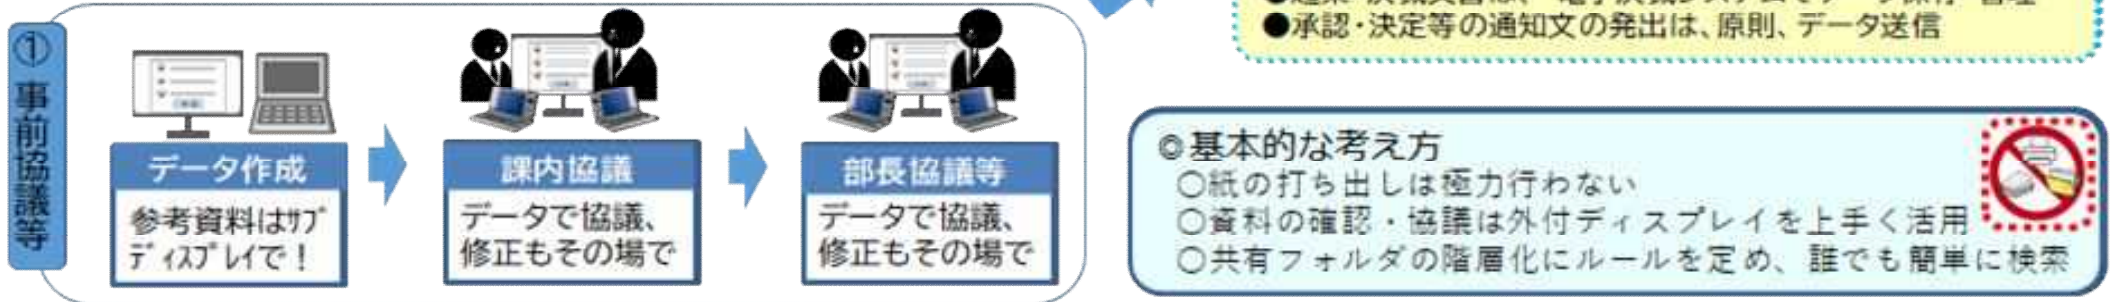 ① 事前協議等
データ作成
参考資料はｻﾌﾞ
ﾃﾞｨｽﾌﾟﾚｲで！
課内協議
データで協議、
修正もその場で
部長協議等
データで協議、
修正もその場で
●承認・決定等の通知文の発出は、原則、データ送信
◎基本的な考え方
○紙の打ち出しは極力行わない
○資料の確認・協議は外付ディスプレイを上手く活用
○共有フォルダの階層化にルールを定め、誰でも簡単に検索